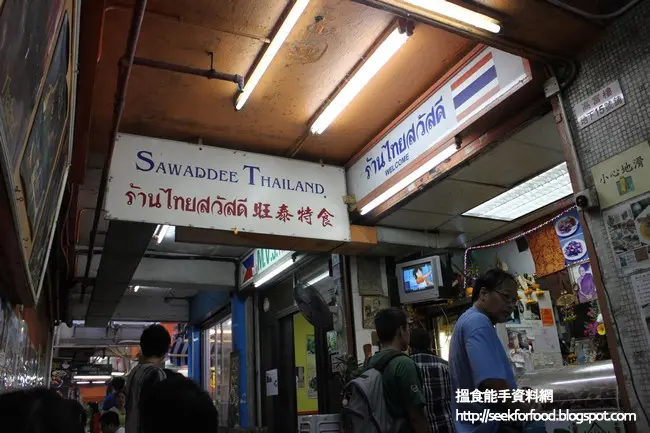 SAWADDEE THAILAND
ร้านไทยสวัสดี 旺泰特食
ร้านไทยสวัสดี
WELCOME
小心地滑
搵食能手資料網
http://seekforfood.blogspot.com